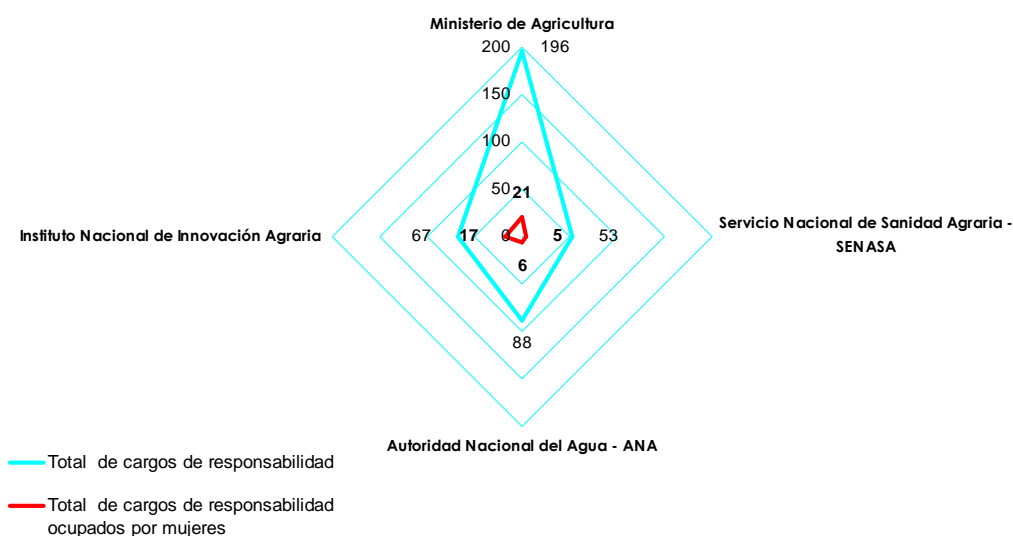 Ministerio de Agricultura
200 196
150
100
50
21
Instituto Nacional de Innovación Agraria 67 17 0 5 53 Servicio Nacional de Sanidad Agraria -
SENASA
6
88
Autoridad Nacional del Agua - ANA
Total de cargos de responsabilidad
Total de cargos de responsabilidad
ocupados por mujeres